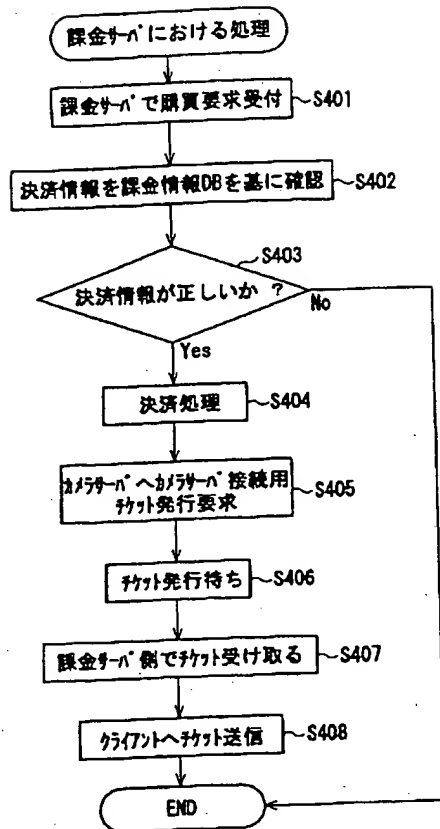 課金サーバにおける処理
課金サーバで購買要求受付
S401
決済情報を課金情報DBを基に確認
S402
S403
決済情報が正しいか ?
No
Yes
決済処理
S404
カメラサーバへカメラサーバ接続用
チケット発行要求
S405
チケット発行待ち
S406
課金サーバ側でチケット受け取る
S407
クライアントへチケット送信
S408
END